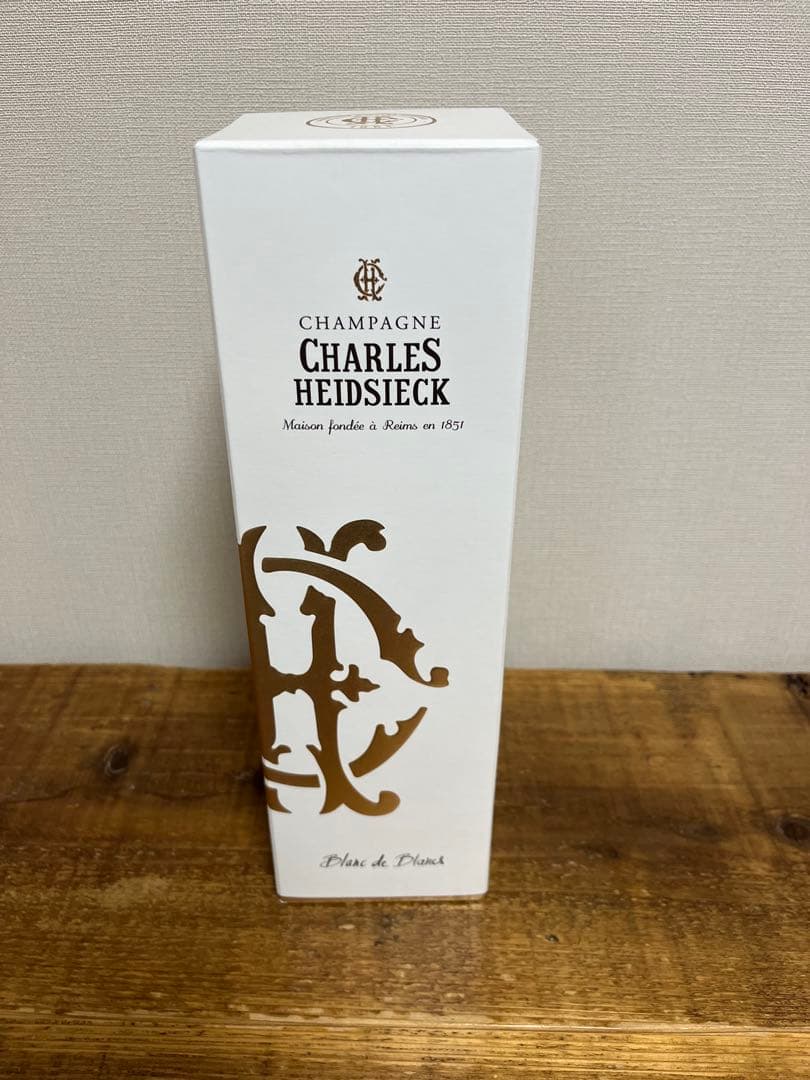 CHAMPAGNE
CHARLES
HEIDSIECK
Maison fondée à Reims en 1851
Blanc de Blancs